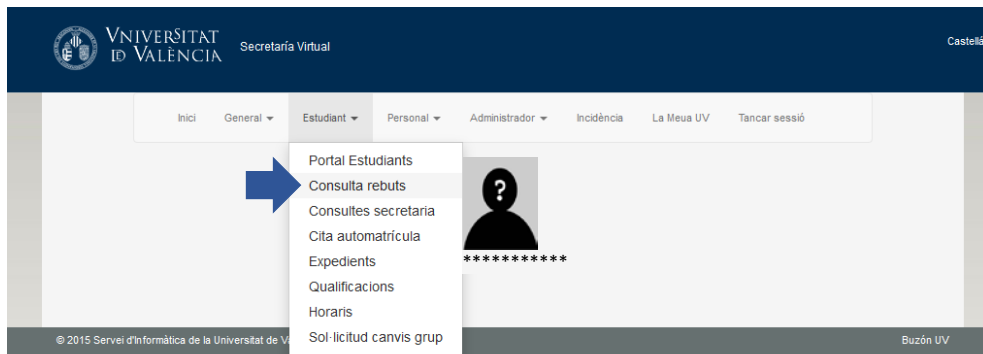 VNIVERSITAT
ID VALÈNCIA
Secretaría Virtual
Castellá
Inici General Estudiant Personal Administrador Incidència La Meua UV Tancar sessió
Portal Estudiants
Consulta rebuts
Consultes secretaria
Cita automatrícula
Expedients
***********
Qualificacions
Horaris
Sol·licitud canvis grup
© 2015 Servei d'Informàtica de la Universitat de
Buzón UV